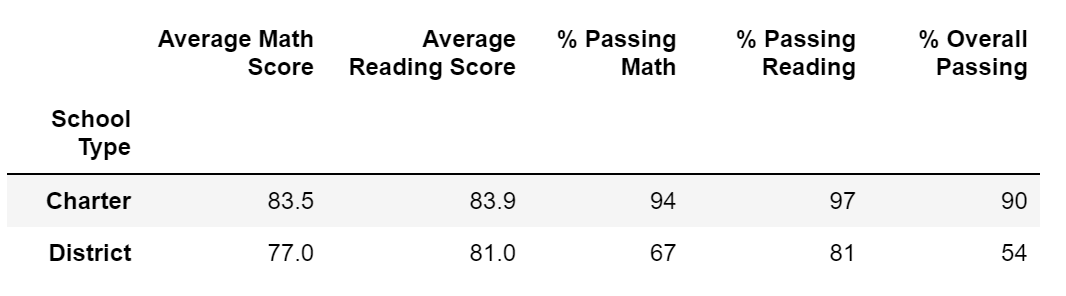 Average Math Average % Passing % Passing % Overall
Score Reading Score Math Reading Passing
School
Type
Charter 83.5 83.9 94 97 90
District 77.0 81.0 67 81 54